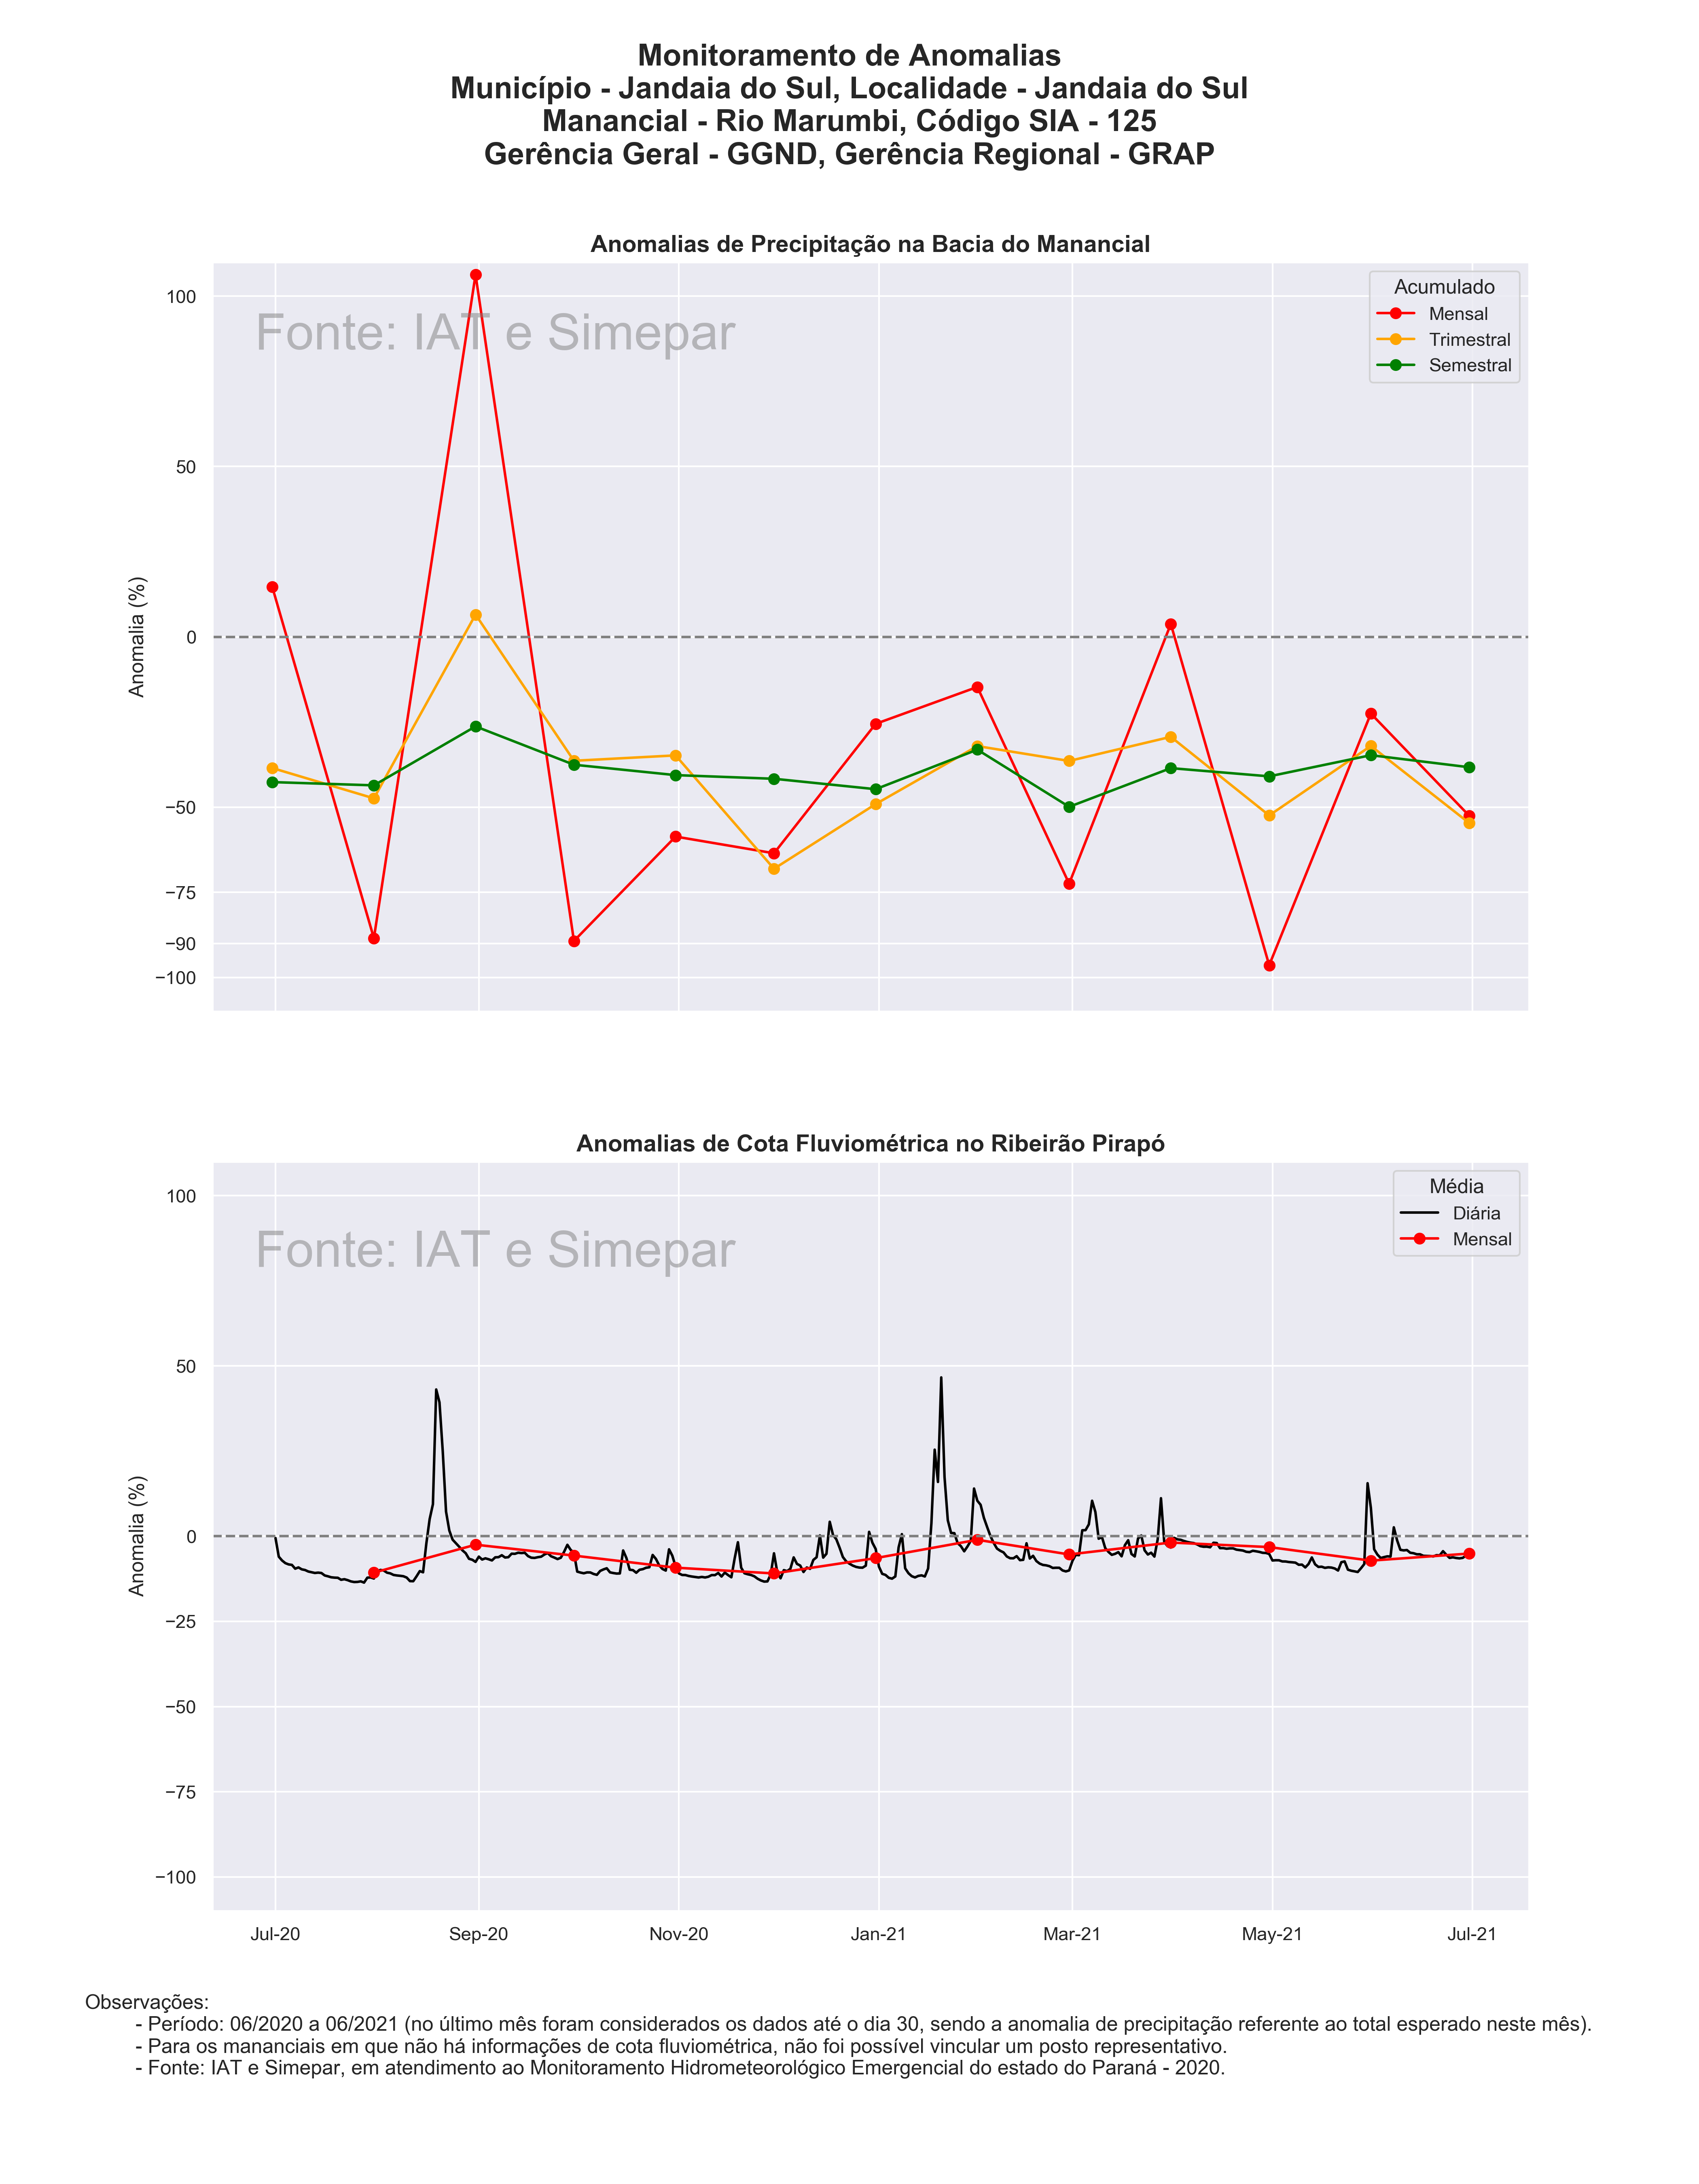 Monitoramento de Anomalias
Município - Jandaia do Sul, Localidade - Jandaia do Sul
Manancial - Rio Marumbi, Código SIA - 125
Gerência Geral - GGND, Gerência Regional - GRAP
Anomalias de Precipitação na Bacia do Manancial
Fonte: IAT e Simepar
Acumulado
Mensal
Trimestral
Semestral
Anomalia (%)
100
50
0
−50
−75
−90
−100
Anomalias de Cota Fluviométrica no Ribeirão Pirapó
Fonte: IAT e Simepar
Média
Diária
Mensal
Anomalia (%)
100
50
0
−25
−50
−75
−100
Jul-20 Sep-20 Nov-20 Jan-21 Mar-21 May-21 Jul-21
Observações:
- Período: 06/2020 a 06/2021 (no último mês foram considerados os dados até o dia 30, sendo a anomalia de precipitação referente ao total esperado neste mês).
- Para os mananciais em que não há informações de cota fluviométrica, não foi possível vincular um posto representativo.
- Fonte: IAT e Simepar, em atendimento ao Monitoramento Hidrometeorológico Emergencial do estado do Paraná - 2020.